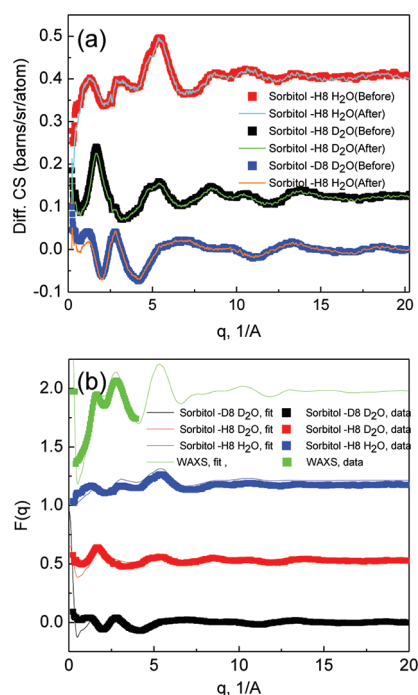 (a)
Diff. CS (barns/sr/atom)
0.5
0.4
0.3
0.2
0.1
0.0
-0.1
Sorbitol -H8 H2O(Before)
Sorbitol -H8 H2O(After)
Sorbitol -H8 D2O(Before)
Sorbitol -H8 D2O(After)
Sorbitol -D8 D2O(Before)
Sorbitol -H8 H2O(After)
0 5 10 15 20
q, 1/A
(b)
F(q)
2.0
1.5
1.0
0.5
0.0
Sorbitol -D8 D2O, fit Sorbitol -D8 D2O, data
Sorbitol -H8 D2O, fit Sorbitol -H8 D2O, data
Sorbitol -H8 H2O, fit Sorbitol -H8 H2O, data
WAXS, fit , WAXS, data
0 5 10 15 20
q, 1/A